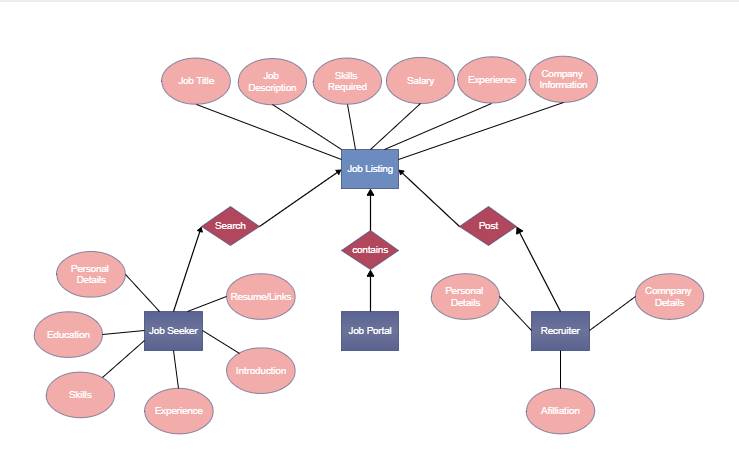 Job Title
Job
Description
Skills
Required
Salary
Experience
Company
Information
Job Listing
Search
contains
Post
Personal
Details
Resume/Links
Education
Job Seeker
Introduction
Skills
Experience
Job Portal
Personal
Details
Comnpany
Details
Recruiter
Afilliation